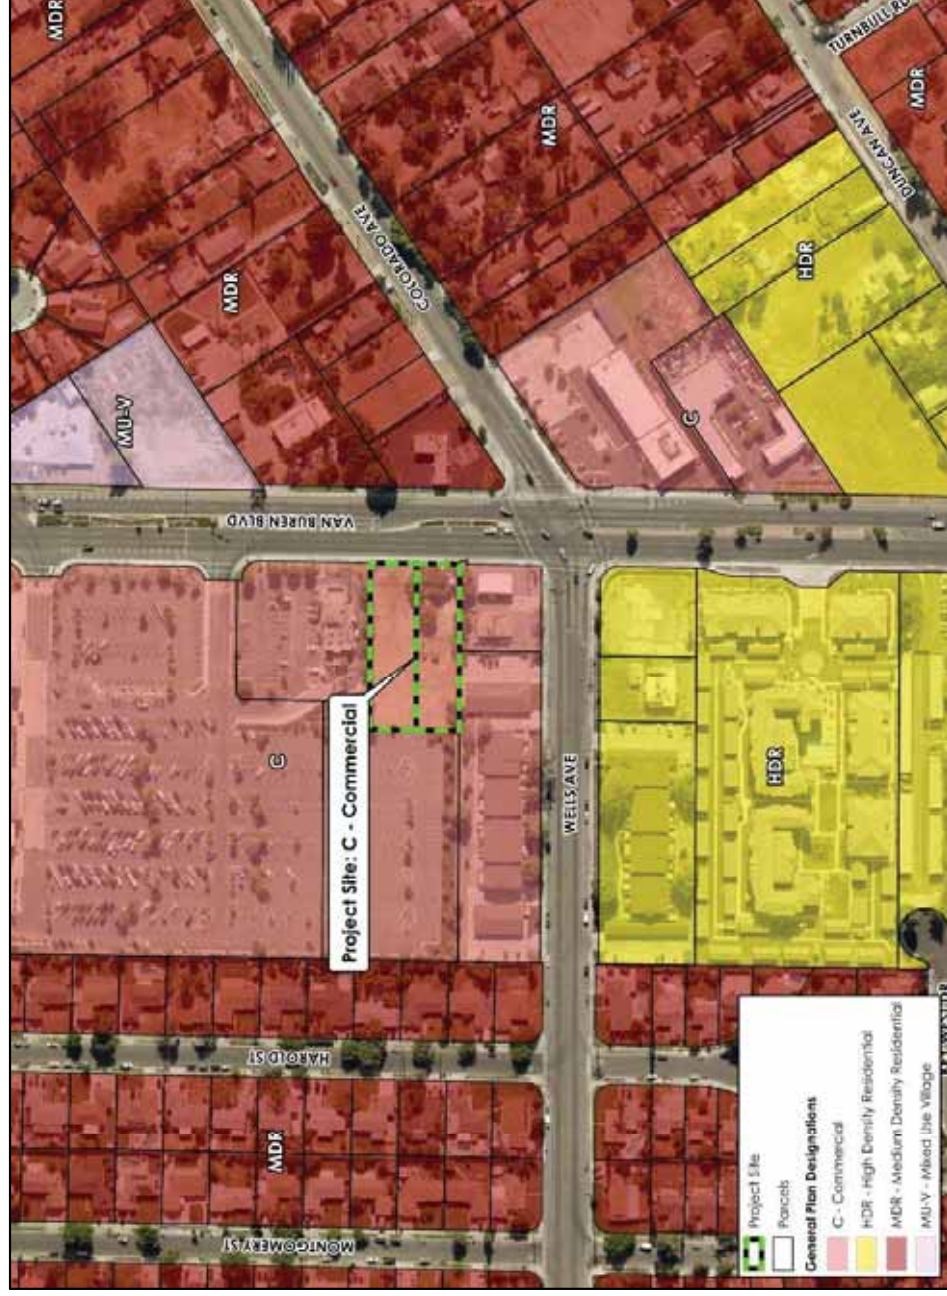 MDR
MDR
TURNBULL RD
MDR
DUNCAN AVE
COLORADO AVE
MDR
HDR
MU-V
C
VAN BUREN BLVD
Project Site: C - Commercial
C
WELLS AVE
HDR
HAROLD ST
MDR
MONTGOMERY ST
Project Site
Parcels
General Plan Designations
C - Commercial
HDR - High Density Residential
MDR - Medium Density Residential
MU-V - Mixed Use Village